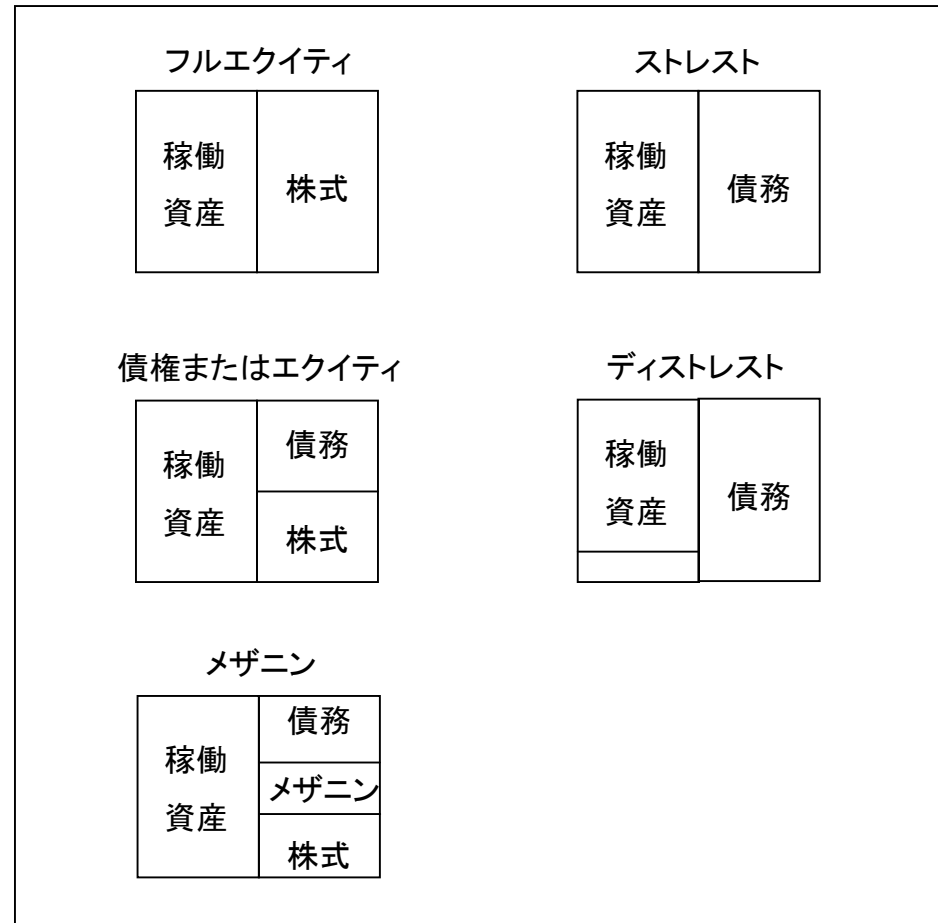 フルエクイティ
稼働
資産
株式
ストレスト
稼働
資産
債務
債権またはエクイティ
稼働
資産
債務
株式
ディストレスト
稼働
資産
債務
メザニン
稼働
資産
債務
メザニン
株式